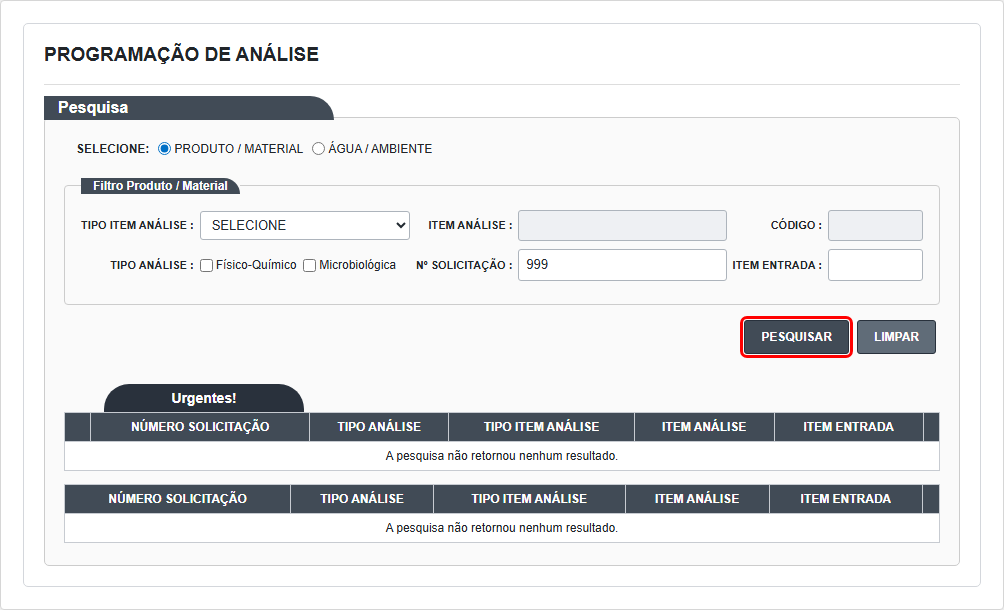 PROGRAMAÇÃO DE ANÁLISE
Pesquisa
SELECIONE: PRODUTO / MATERIAL ÁGUA / AMBIENTE
Filtro Produto / Material
TIPO ITEM ANÁLISE : SELECIONE ITEM ANÁLISE : CÓDIGO :
TIPO ANÁLISE : Físico-Químico Microbiológica Nº SOLICITAÇÃO : 999 ITEM ENTRADA :
PESQUISAR LIMPAR
Urgentes!
NÚMERO SOLICITAÇÃO TIPO ANÁLISE TIPO ITEM ANÁLISE ITEM ANÁLISE ITEM ENTRADA
A pesquisa não retornou nenhum resultado.
NÚMERO SOLICITAÇÃO TIPO ANÁLISE TIPO ITEM ANÁLISE ITEM ANÁLISE ITEM ENTRADA
A pesquisa não retornou nenhum resultado.